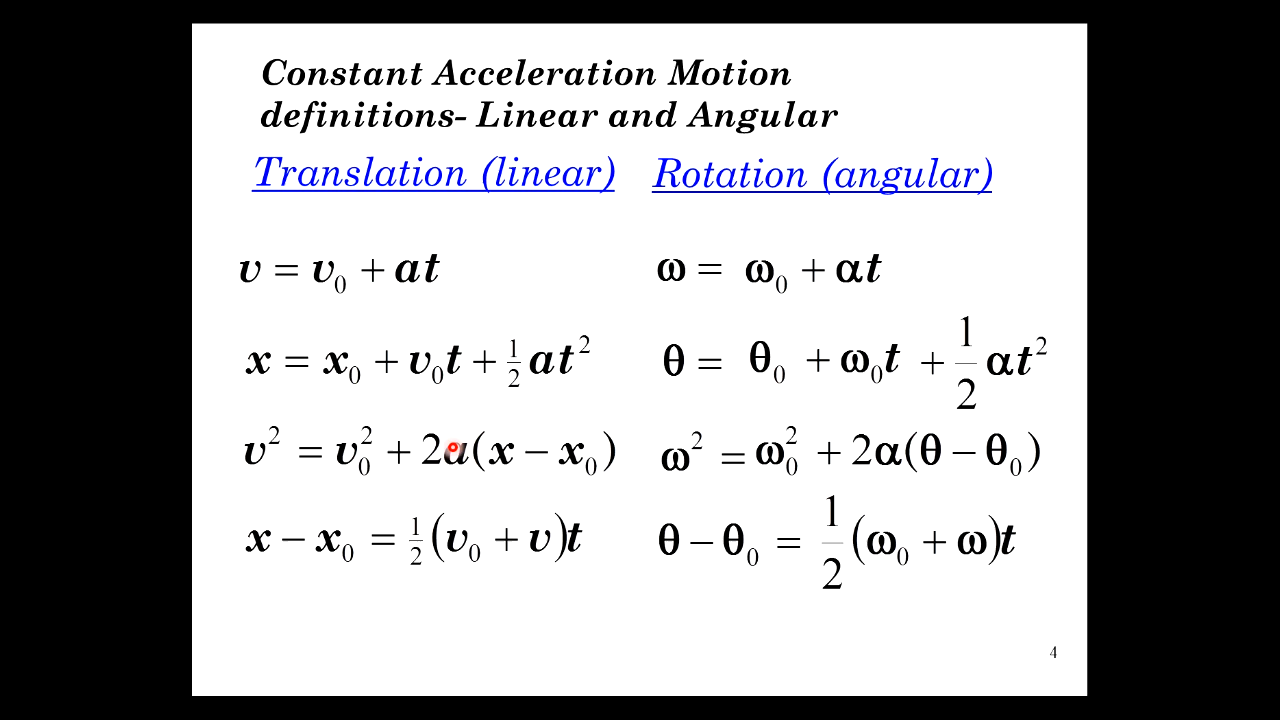 Constant Acceleration Motion
definitions- Linear and Angular
Translation (linear) Rotation (angular)
v = v₀ + at ω = ω₀ + αt
x = x₀ + v₀t + ½at² θ = θ₀ + ω₀t + ½αt²
v² = v₀² + 2a(x − x₀) ω² = ω₀² + 2α(θ − θ₀)
x − x₀ = ½(v₀ + v)t θ − θ₀ = ½(ω₀ + ω)t
4